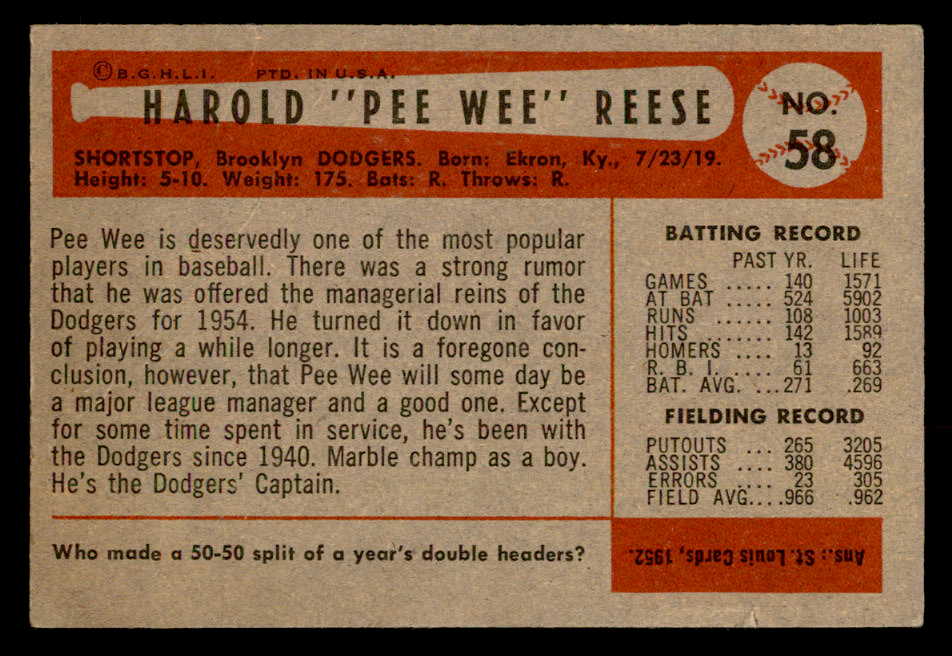 ©B.G.H.L.I. PTD. IN U.S.A.
HAROLD "PEE WEE" REESE
NO.
58
SHORTSTOP, Brooklyn DODGERS. Born: Ekron, Ky., 7/23/19.
Height: 5-10. Weight: 175. Bats: R. Throws: R.
Pee Wee is deservedly one of the most popular
players in baseball. There was a strong rumor
that he was offered the managerial reins of the
Dodgers for 1954. He turned it down in favor
of playing a while longer. It is a foregone con-
clusion, however, that Pee Wee will some day be
a major league manager and a good one. Except
for some time spent in service, he's been with
the Dodgers since 1940. Marble champ as a boy.
He's the Dodgers' Captain.
BATTING RECORD
PAST YR. LIFE
GAMES ..... 140 1571
AT BAT ..... 524 5902
RUNS ...... 108 1003
HITS ....... 142 1589
HOMERS .... 13 92
R. B. I. .... 61 663
BAT. AVG. ....271 .269
FIELDING RECORD
PUTOUTS ... 265 3205
ASSISTS .... 380 4596
ERRORS .... 23 305
FIELD AVG....966 .962
Who made a 50-50 split of a year's double headers?
Ans.: St. Louis Cards, 1952.